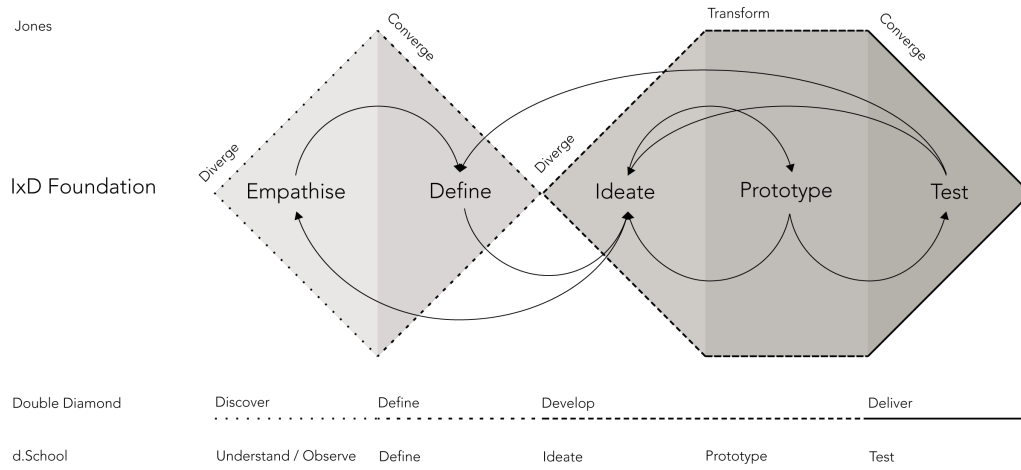 Jones
Transform
Converge
Converge
Diverge
Diverge
IxD Foundation
Empathise
Define
Ideate
Prototype
Test
Double Diamond
Discover
Define
Develop
Deliver
d.School
Understand / Observe
Define
Ideate
Prototype
Test